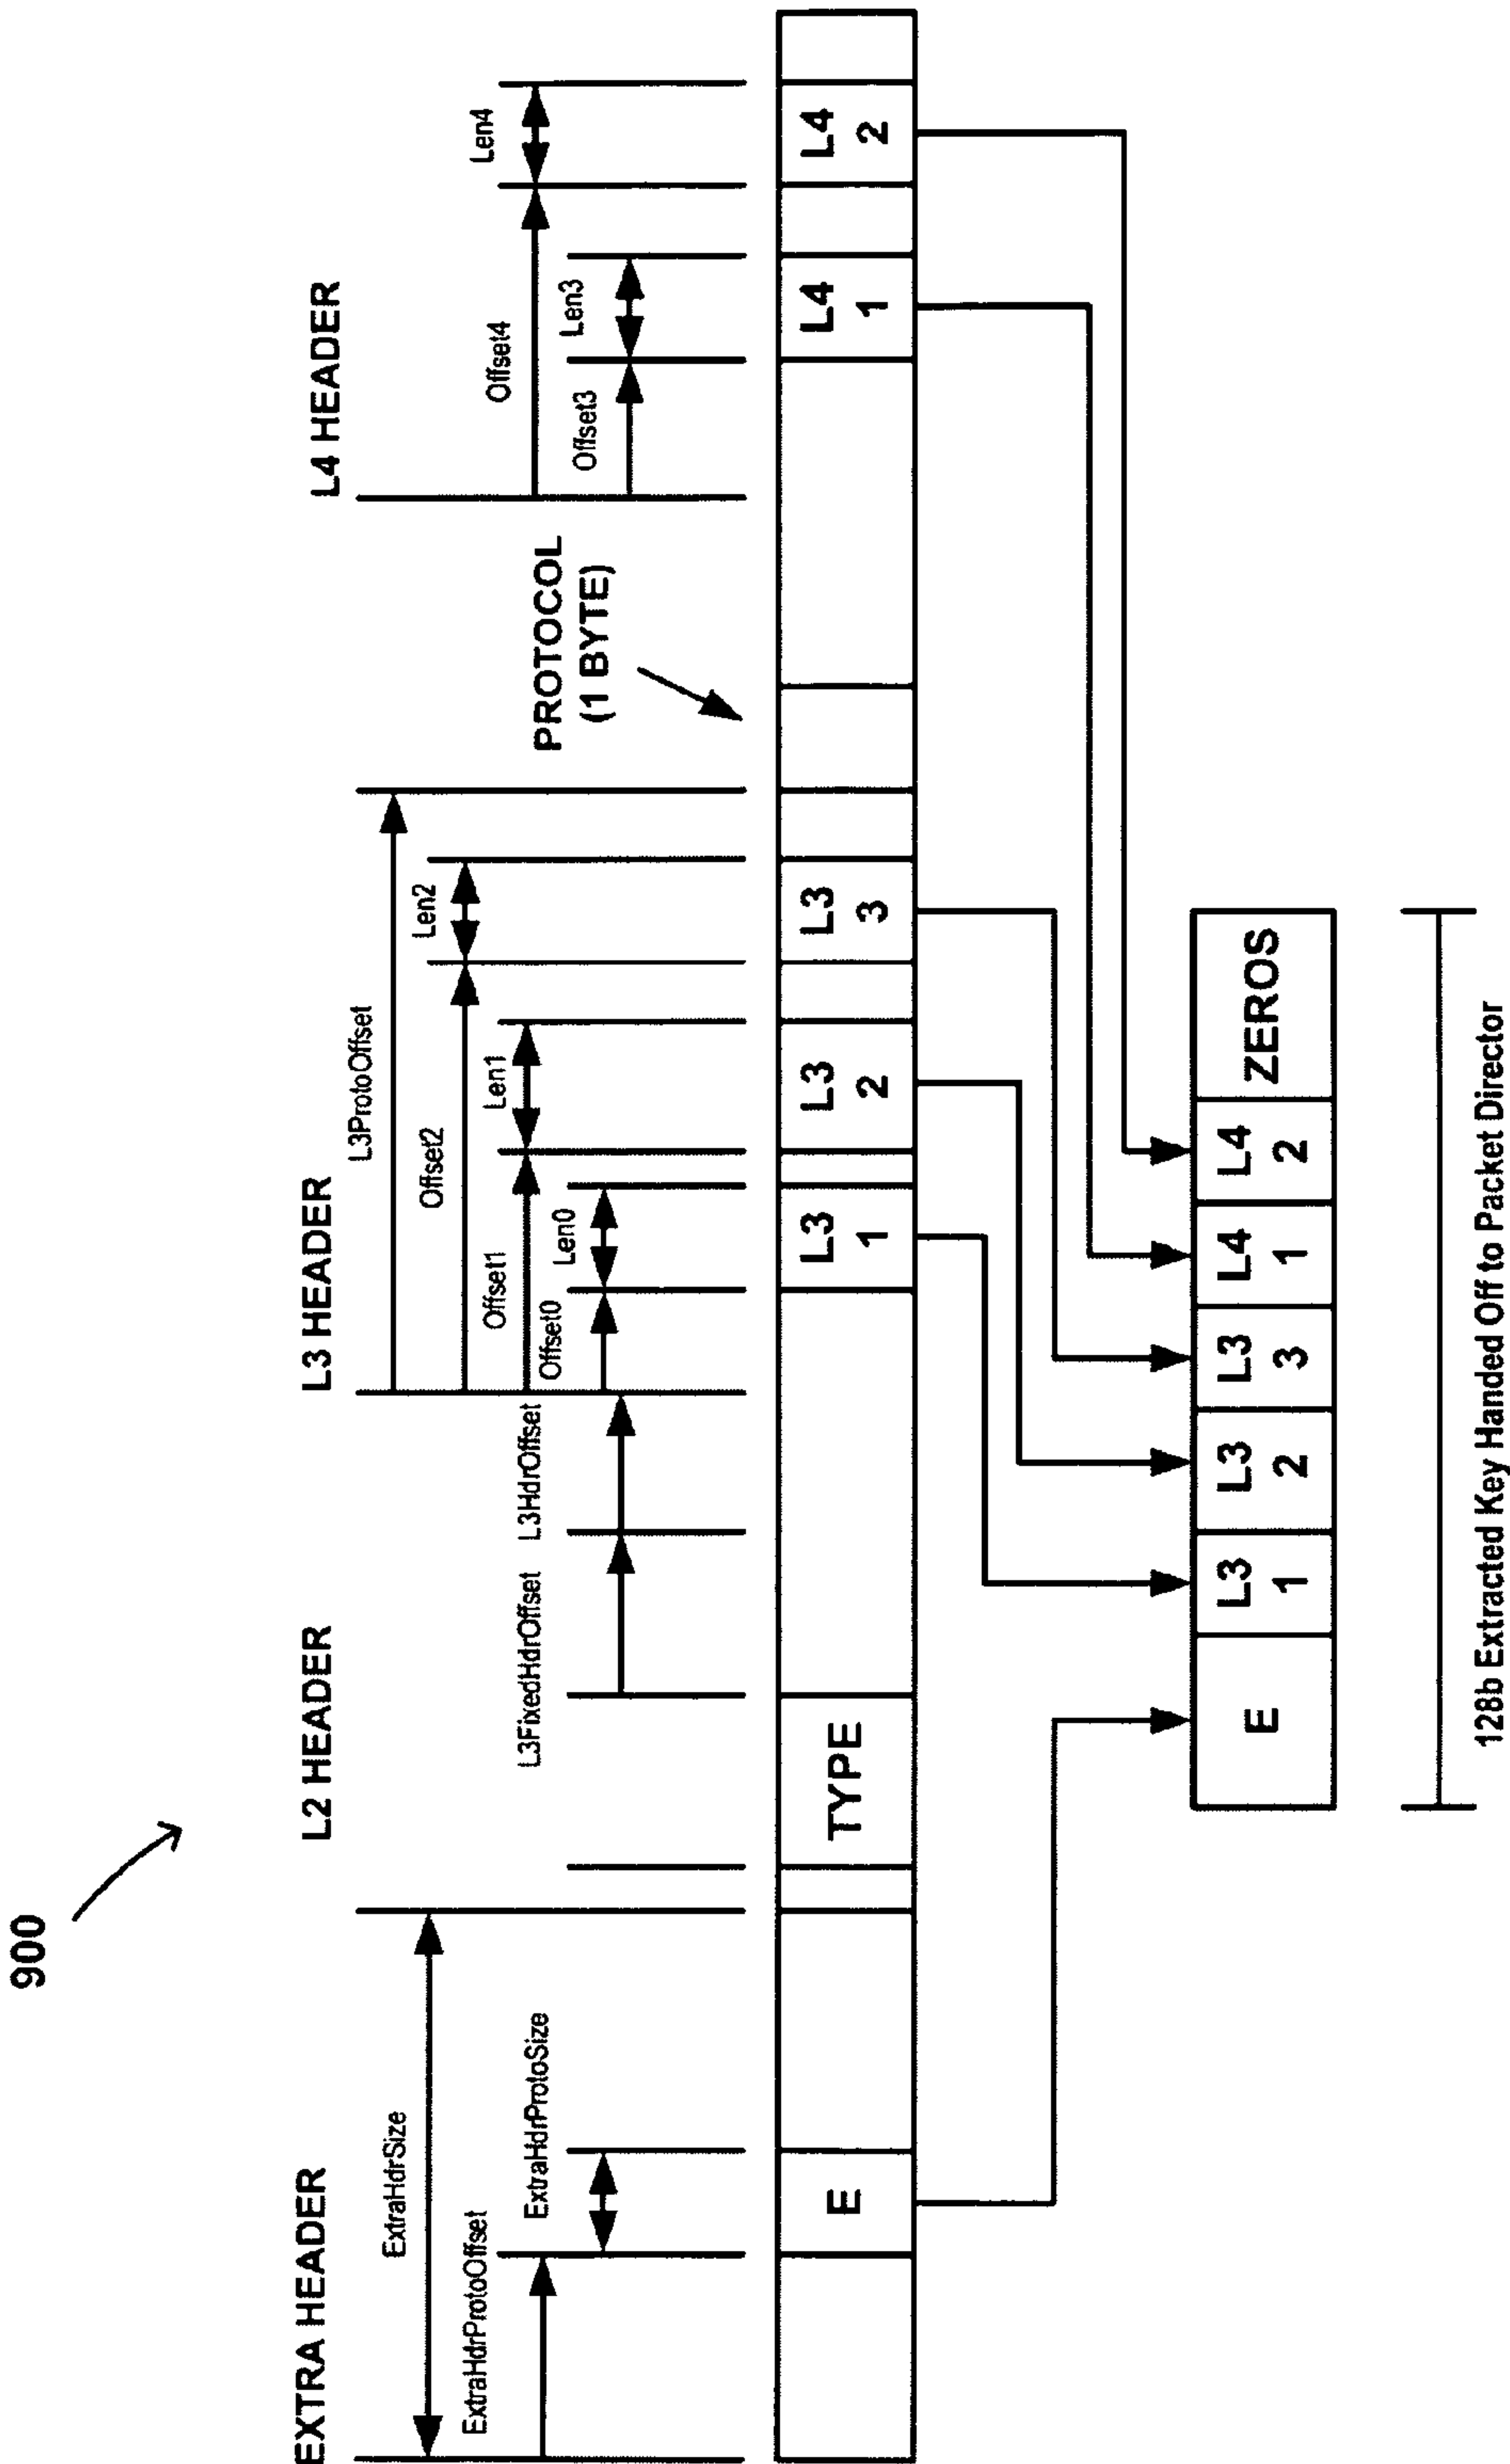 900
EXTRA HEADER
L2 HEADER
L3 HEADER
L4 HEADER
ExtraHdrSize
ExtraHdrProtoOffset
ExtraHdrProtoSize
L3FixedHdrOffset
L3HdrOffset
L3ProtoOffset
Offset2
Len2
Offset1
Len1
Offset0
Len0
PROTOCOL
(1 BYTE)
Offset4
Len4
Offset3
Len3
E
TYPE
L3
1
L3
2
L3
3
L4
1
L4
2
E
L3
1
L3
2
L3
3
L4
1
L4
2
ZEROS
128b Extracted Key Handed Off to Packet Director